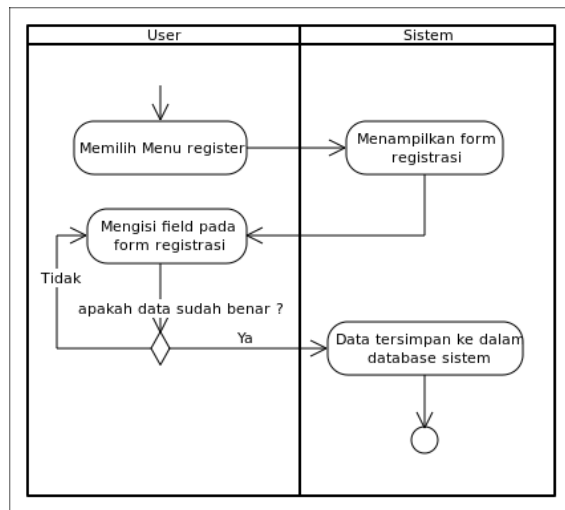 User
Sistem
Memilih Menu register
Menampilkan form
registrasi
Mengisi field pada
form registrasi
Tidak
apakah data sudah benar ?
Ya
Data tersimpan ke dalam
database sistem